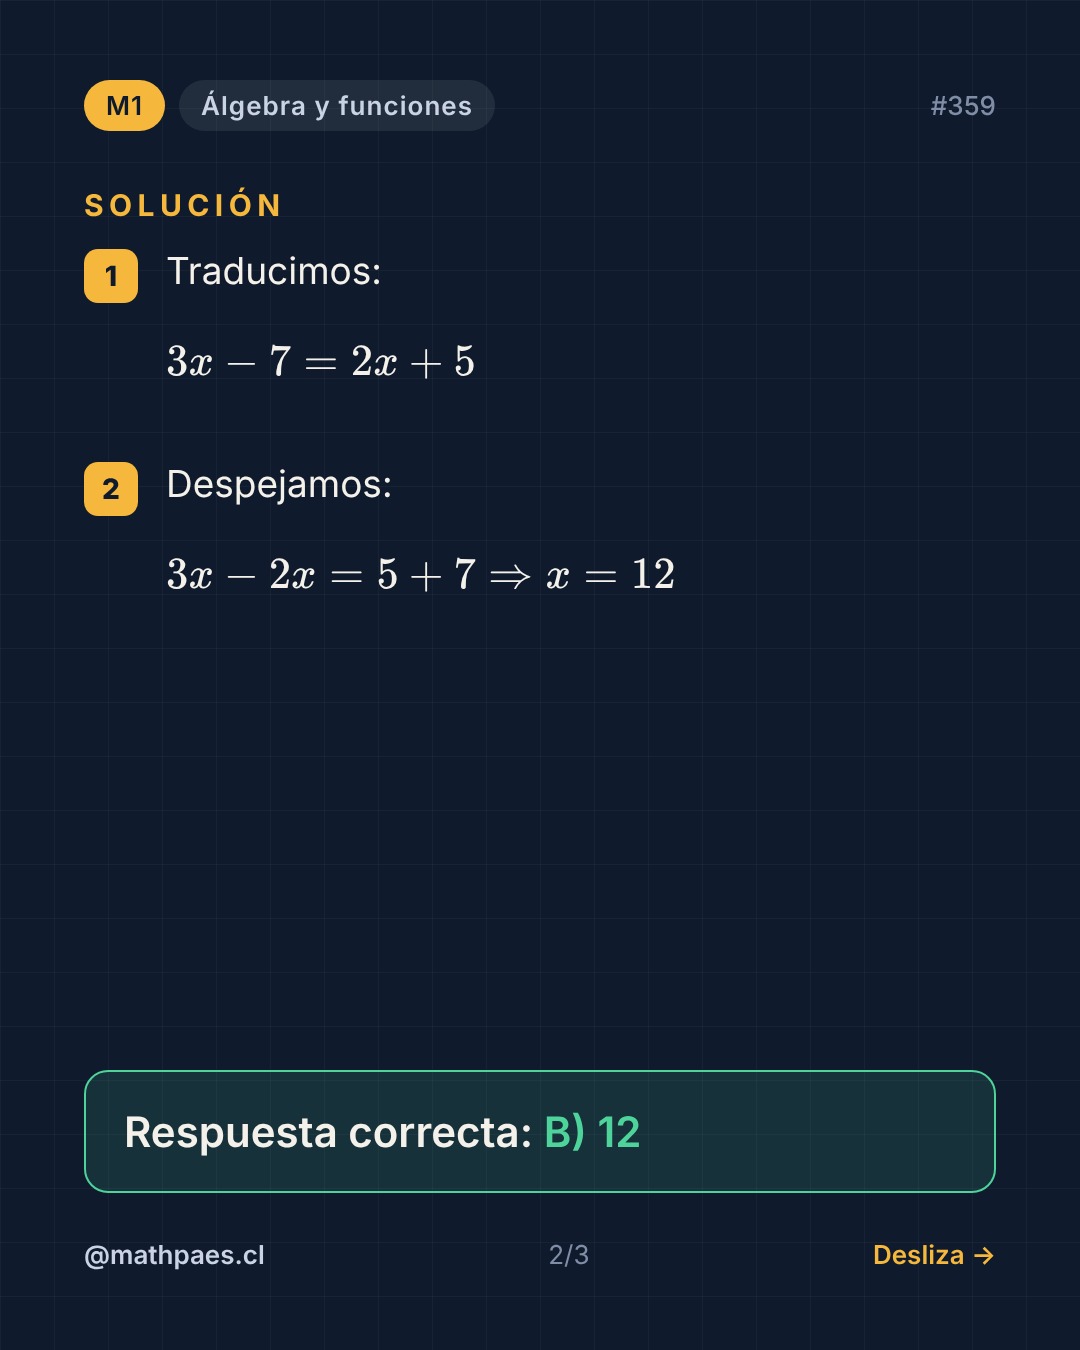 M1 Álgebra y funciones #359
SOLUCIÓN
1 Traducimos:
3x − 7 = 2x + 5
2 Despejamos:
3x − 2x = 5 + 7 ⇒ x = 12
Respuesta correcta: B) 12
@mathpaes.cl 2/3 Desliza →